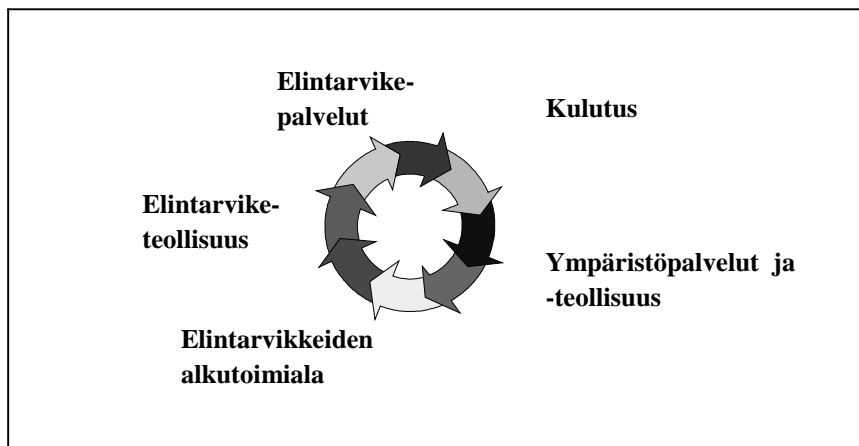 Elintarvike-
palvelut
Kulutus
Elintarvike-
teollisuus
Ympäristöpalvelut ja
-teollisuus
Elintarvikkeiden
alkutoimiala